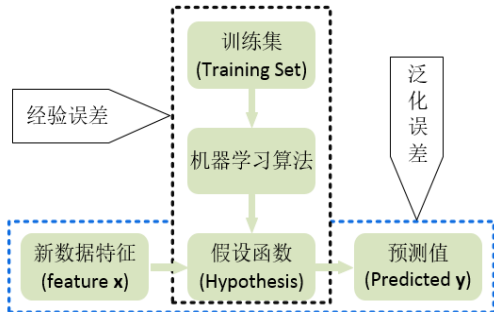 训练集
(Training Set)
经验误差
泛化误差
机器学习算法
新数据特征
(feature x)
假设函数
(Hypothesis)
预测值
(Predicted y)